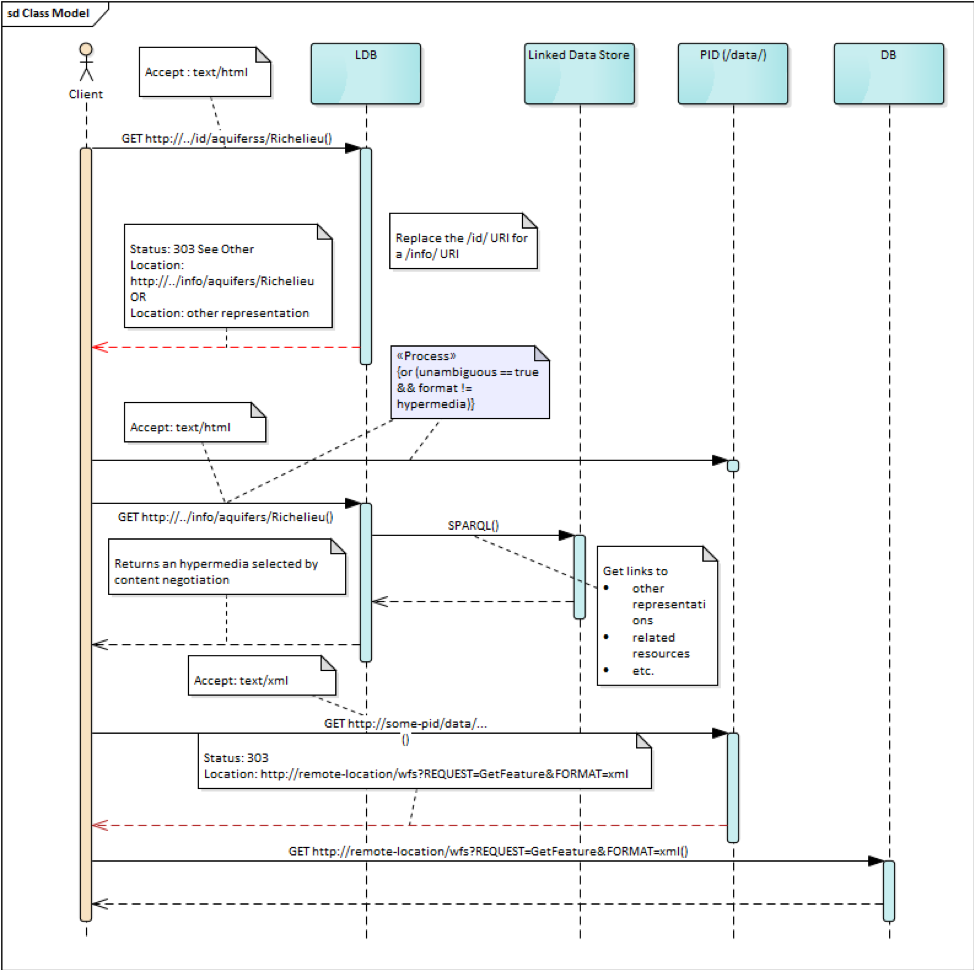 sd Class Model
Client
Accept : text/html
LDB
Linked Data Store
PID (/data/)
DB
GET http://../id/aquiferss/Richelieu()
Replace the /id/ URI for
a /info/ URI
Status: 303 See Other
Location:
http://../info/aquifers/Richelieu
OR
Location: other representation
«Process»
{or (unambiguous == true
&& format !=
hypermedia)}
Accept: text/html
GET http://../info/aquifers/Richelieu()
SPARQL()
Returns an hypermedia selected by
content negotiation
Get links to
• other
representati
ons
• related
resources
• etc.
Accept: text/xml
GET http://some-pid/data/...
()
Status: 303
Location: http://remote-location/wfs?REQUEST=GetFeature&FORMAT=xml
GET http://remote-location/wfs?REQUEST=GetFeature&FORMAT=xml()